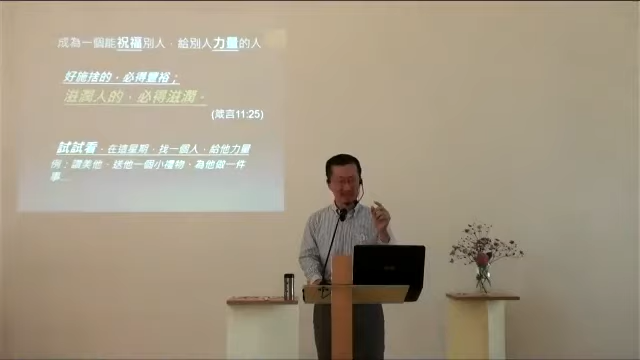 成為一個能祝福別人，給別人力量的人
好施捨的，必得豐裕；
滋潤人的，必得滋潤。
(箴言11:25)
試試看，在這星期，找一個人，給他力量
例：讚美他、送他一個小禮物、為他做一件
事…